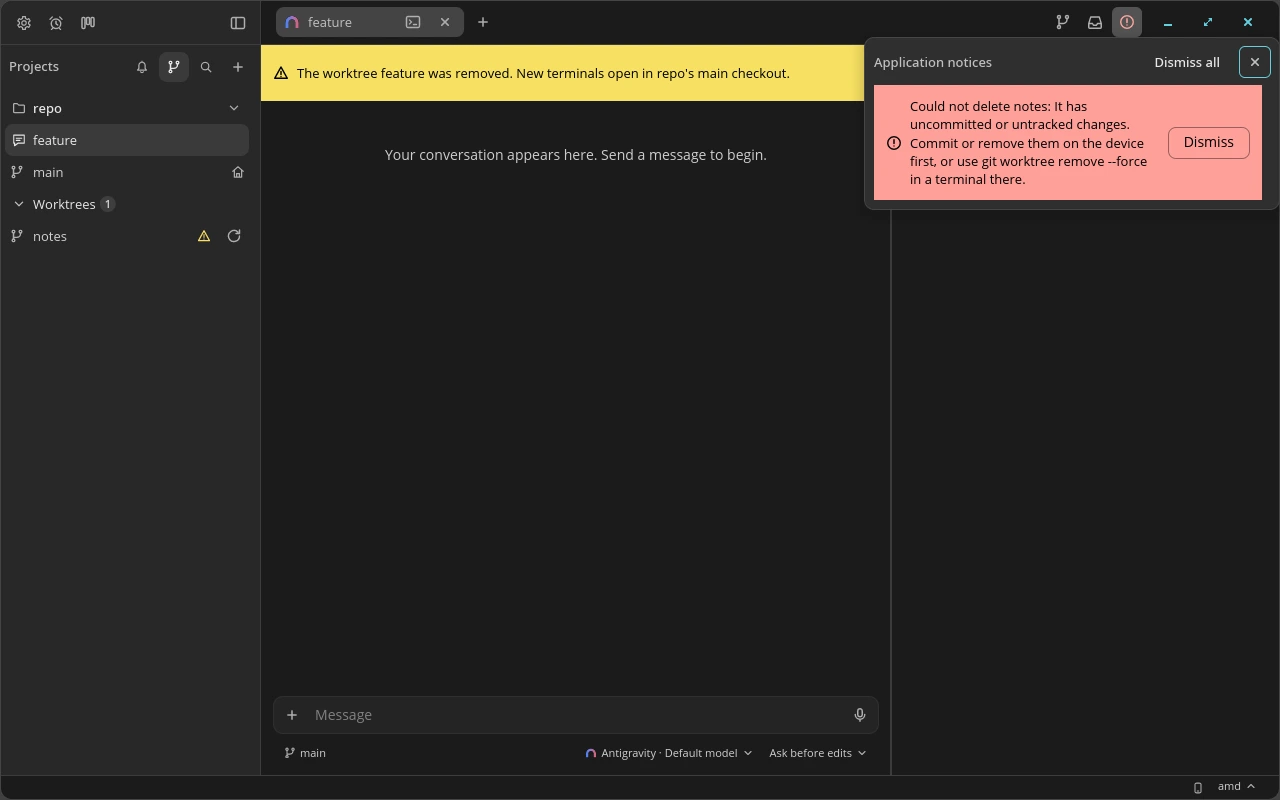 feature
Projects
repo
feature
main
Worktrees 1
notes
The worktree feature was removed. New terminals open in repo's main checkout.
Your conversation appears here. Send a message to begin.
Application notices
Dismiss all
Could not delete notes: It has
uncommitted or untracked changes.
Commit or remove them on the device
first, or use git worktree remove --force
in a terminal there.
Dismiss
Message
main
Antigravity · Default model
Ask before edits
amd